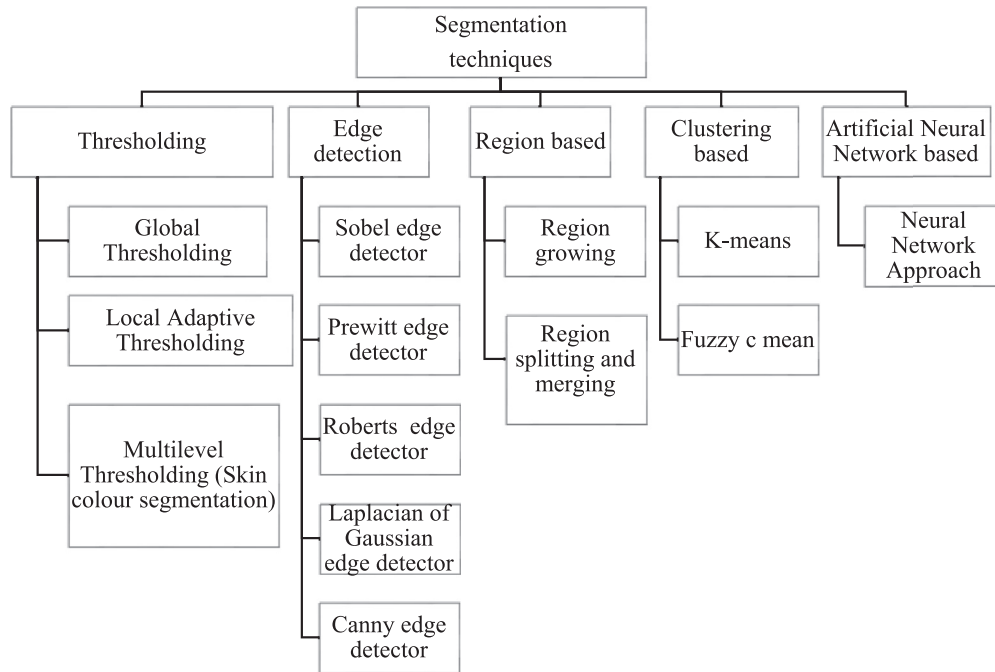 Segmentation
techniques
Thresholding
Edge
detection
Region based
Clustering
based
Artificial Neural
Network based
Global
Thresholding
Local Adaptive
Thresholding
Multilevel
Thresholding (Skin
colour segmentation)
Sobel edge
detector
Prewitt edge
detector
Roberts edge
detector
Laplacian of
Gaussian
edge detector
Canny edge
detector
Region
growing
Region
splitting and
merging
K-means
Fuzzy c mean
Neural
Network
Approach